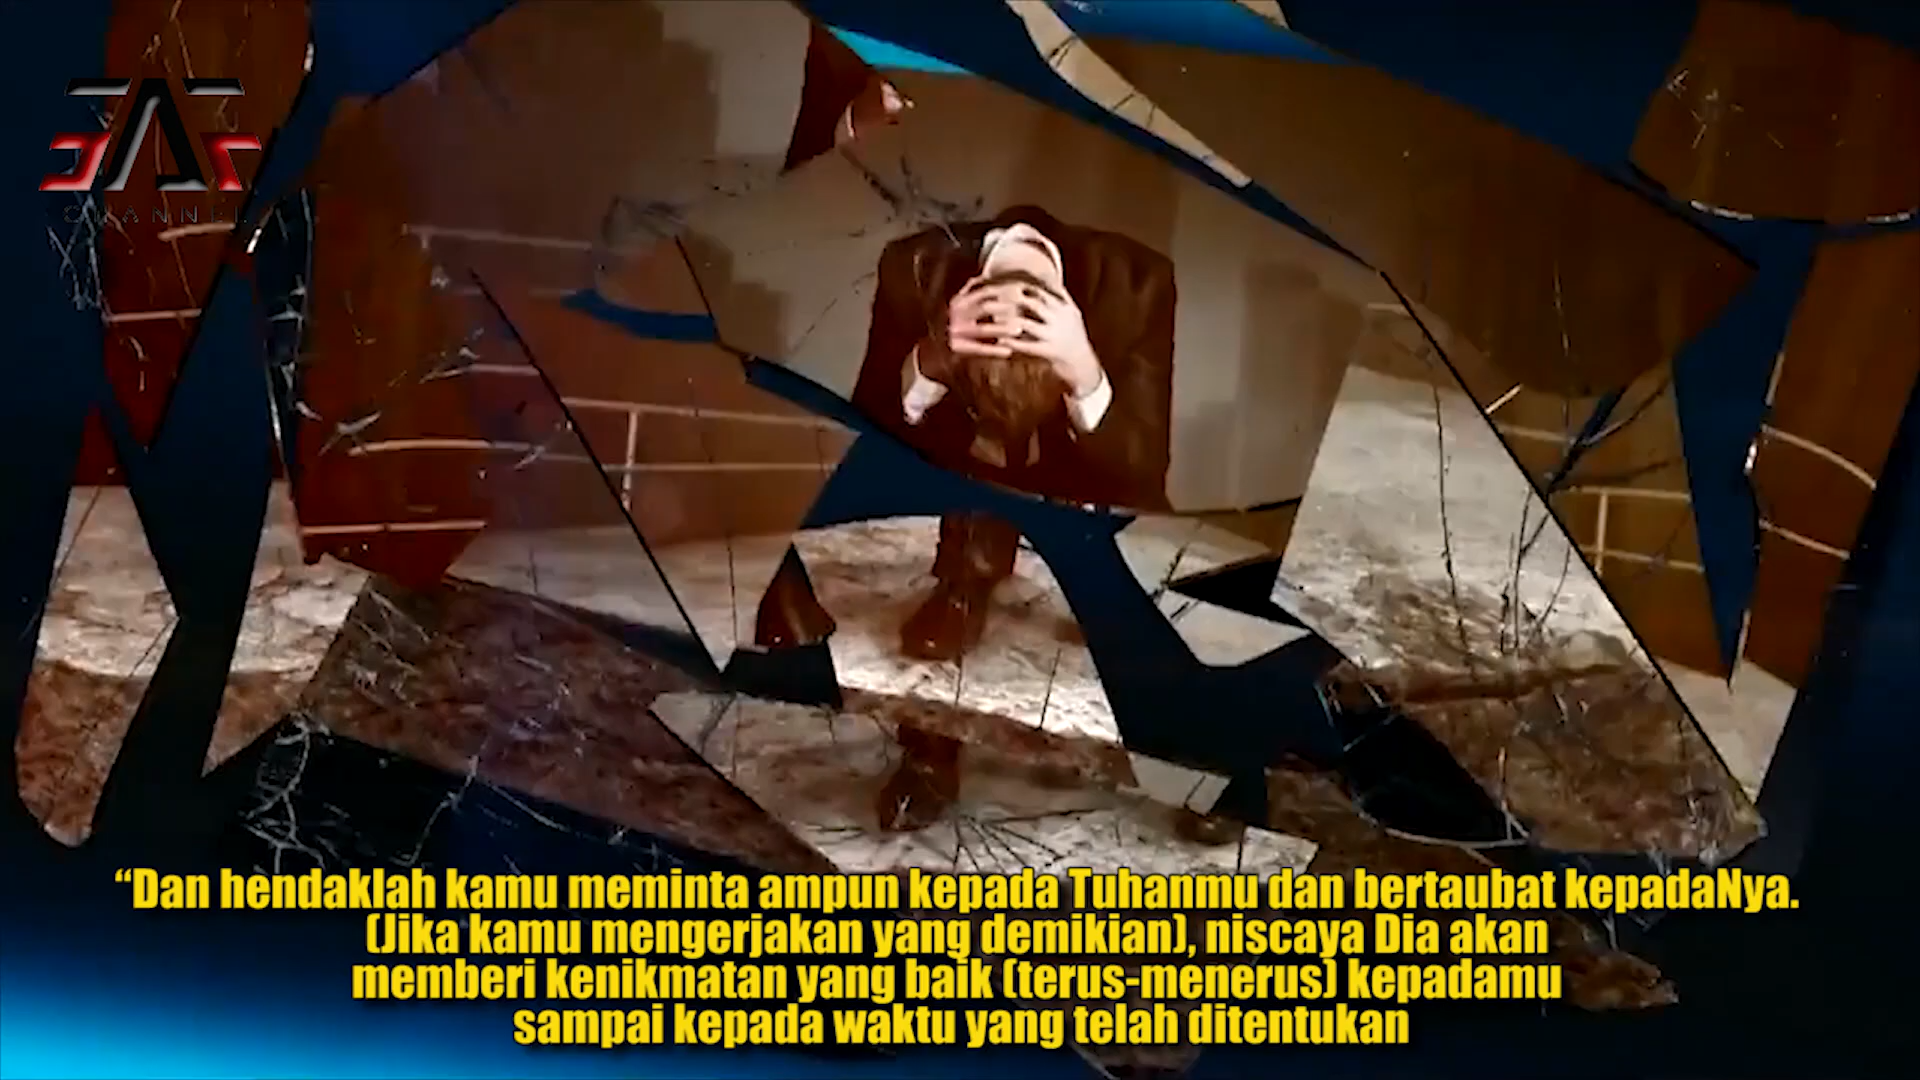 CHANNEL
“Dan hendaklah kamu meminta ampun kepada Tuhanmu dan bertaubat kepadaNya.
(Jika kamu mengerjakan yang demikian), niscaya Dia akan
memberi kenikmatan yang baik (terus-menerus) kepadamu
sampai kepada waktu yang telah ditentukan